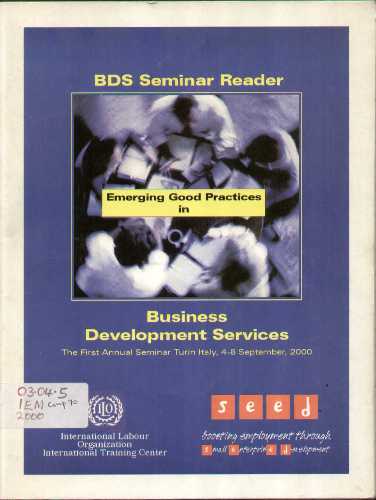 BDS Seminar Reader
Emerging Good Practices
in
Business
Development Services
The First Annual Seminar Turin Italy, 4-8 September, 2000
03.04.5
IEM
2000
International Labour
Organization
International Training Center
seed
boosting employment through
Small Enterprise Development